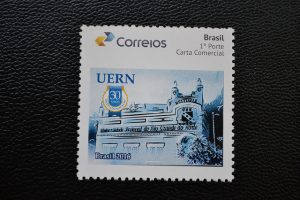 Correios
Brasil
1º Porte
Carta Comercial
UERN
30
Brasil 2016